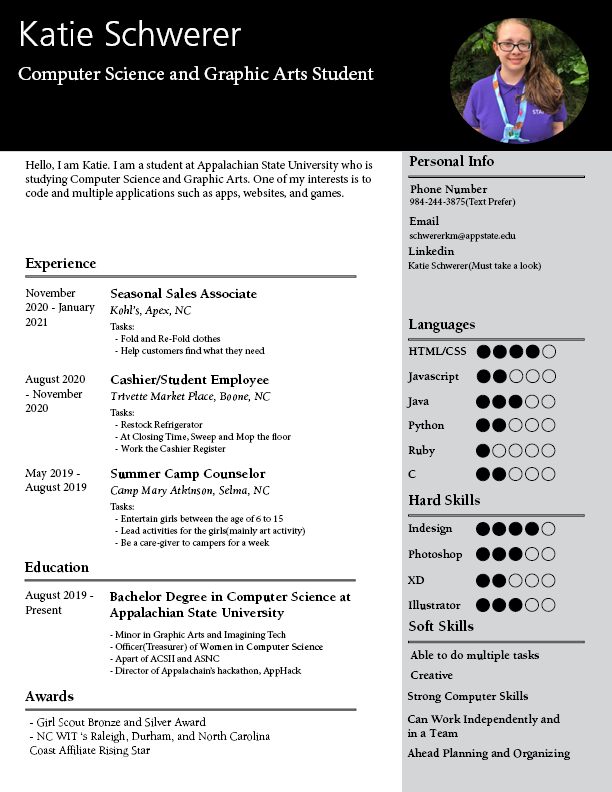 Katie Schwerer
Computer Science and Graphic Arts Student
STA
Hello, I am Katie. I am a student at Appalachian State University who is
studying Computer Science and Graphic Arts. One of my interests is to
code and multiple applications such as apps, websites, and games.
Experience
November
2020 - January
2021
Seasonal Sales Associate
Kohl's, Apex, NC
Tasks:
- Fold and Re-Fold clothes
- Help customers find what they need
August 2020
- November
2020
Cashier/Student Employee
Trivette Market Place, Boone, NC
Tasks:
- Restock Refrigerator
- At Closing Time, Sweep and Mop the floor
- Work the Cashier Register
May 2019 -
August 2019
Summer Camp Counselor
Camp Mary Atkinson, Selma, NC
Tasks:
- Entertain girls between the age of 6 to 15
- Lead activities for the girls(mainly art activity)
- Be a care-giver to campers for a week
Education
August 2019 -
Present
Bachelor Degree in Computer Science at
Appalachian State University
- Minor in Graphic Arts and Imagining Tech
- Officer(Treasurer) of Women in Computer Science
- Apart of ACSII and ASNC
- Director of Appalachain's hackathon, AppHack
Awards
- Girl Scout Bronze and Silver Award
- NC WIT 's Raleigh, Durham, and North Carolina
Coast Affiliate Rising Star
Personal Info
Phone Number
984-244-3875(Text Prefer)
Email
schwererkm@appstate.edu
Linkedin
Katie Schwerer(Must take a look)
Languages
HTML/CSS
Javascript
Java
Python
Ruby
C
Hard Skills
Indesign
Photoshop
XD
Illustrator
Soft Skills
Able to do multiple tasks
Creative
Strong Computer Skills
Can Work Independently and
in a Team
Ahead Planning and Organizing